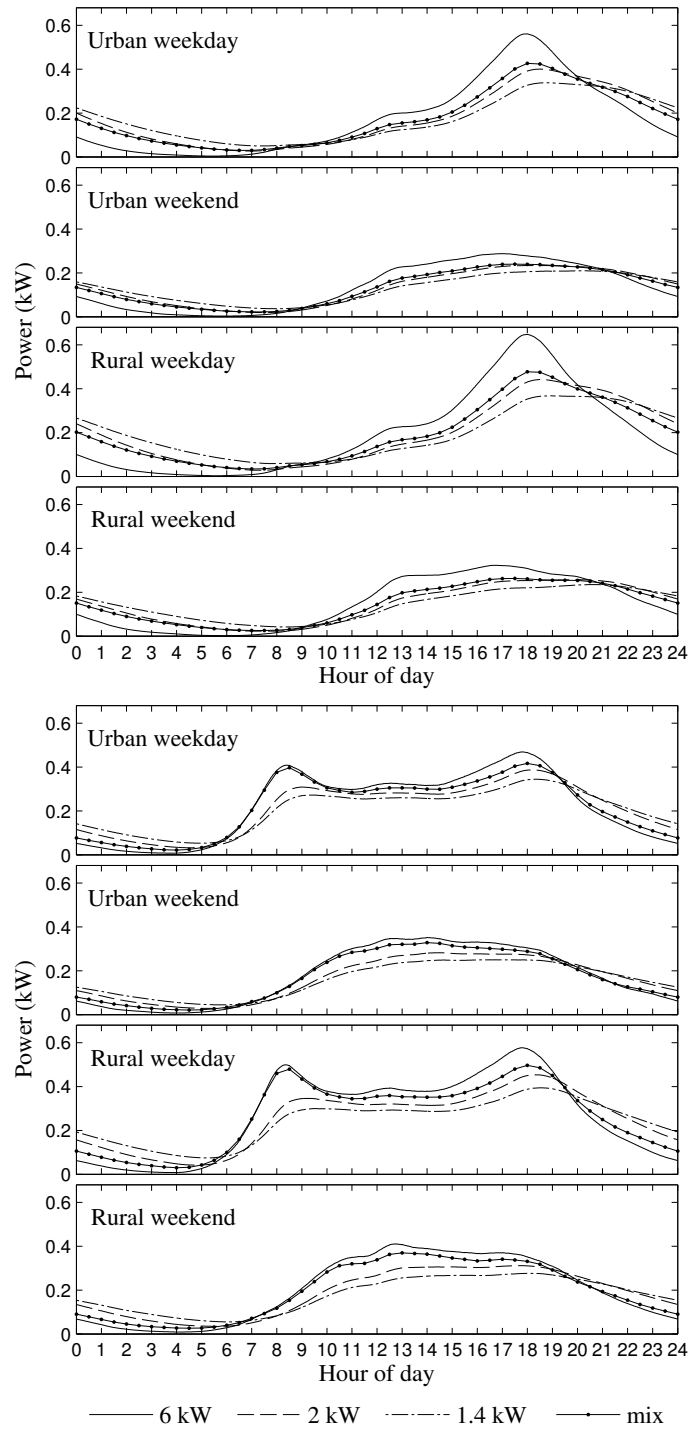 0.6
Urban weekday
0.4
0.2
0
0.6
Urban weekend
0.4
0.2
0
Power (kW)
0.6
Rural weekday
0.4
0.2
0
0.6
Rural weekend
0.4
0.2
0
0 1 2 3 4 5 6 7 8 9 10 11 12 13 14 15 16 17 18 19 20 21 22 23 24
Hour of day
0.6
Urban weekday
0.4
0.2
0
0.6
Urban weekend
0.4
0.2
0
Power (kW)
0.6
Rural weekday
0.4
0.2
0
0.6
Rural weekend
0.4
0.2
0
0 1 2 3 4 5 6 7 8 9 10 11 12 13 14 15 16 17 18 19 20 21 22 23 24
Hour of day
6 kW 2 kW 1.4 kW mix